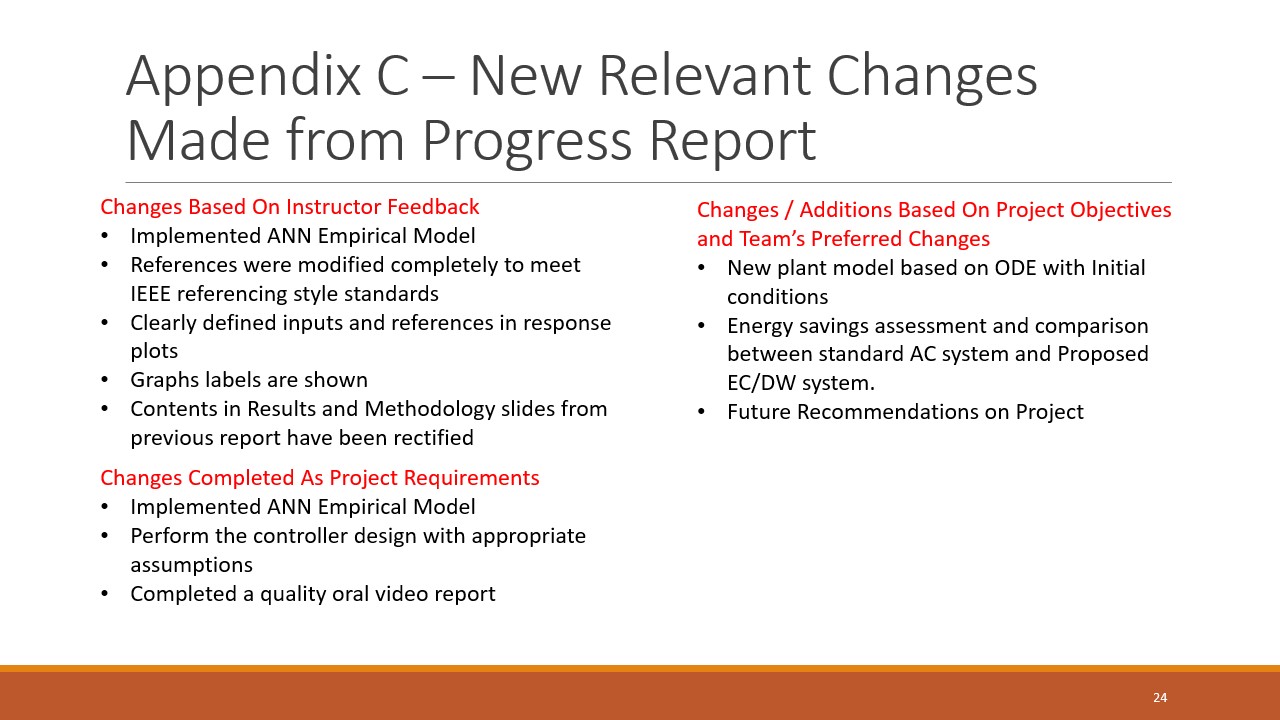 Appendix C – New Relevant Changes
Made from Progress Report
Changes Based On Instructor Feedback
• Implemented ANN Empirical Model
• References were modified completely to meet
IEEE referencing style standards
• Clearly defined inputs and references in response
plots
• Graphs labels are shown
• Contents in Results and Methodology slides from
previous report have been rectified
Changes Completed As Project Requirements
• Implemented ANN Empirical Model
• Perform the controller design with appropriate
assumptions
• Completed a quality oral video report
Changes / Additions Based On Project Objectives
and Team’s Preferred Changes
• New plant model based on ODE with Initial
conditions
• Energy savings assessment and comparison
between standard AC system and Proposed
EC/DW system.
• Future Recommendations on Project
24